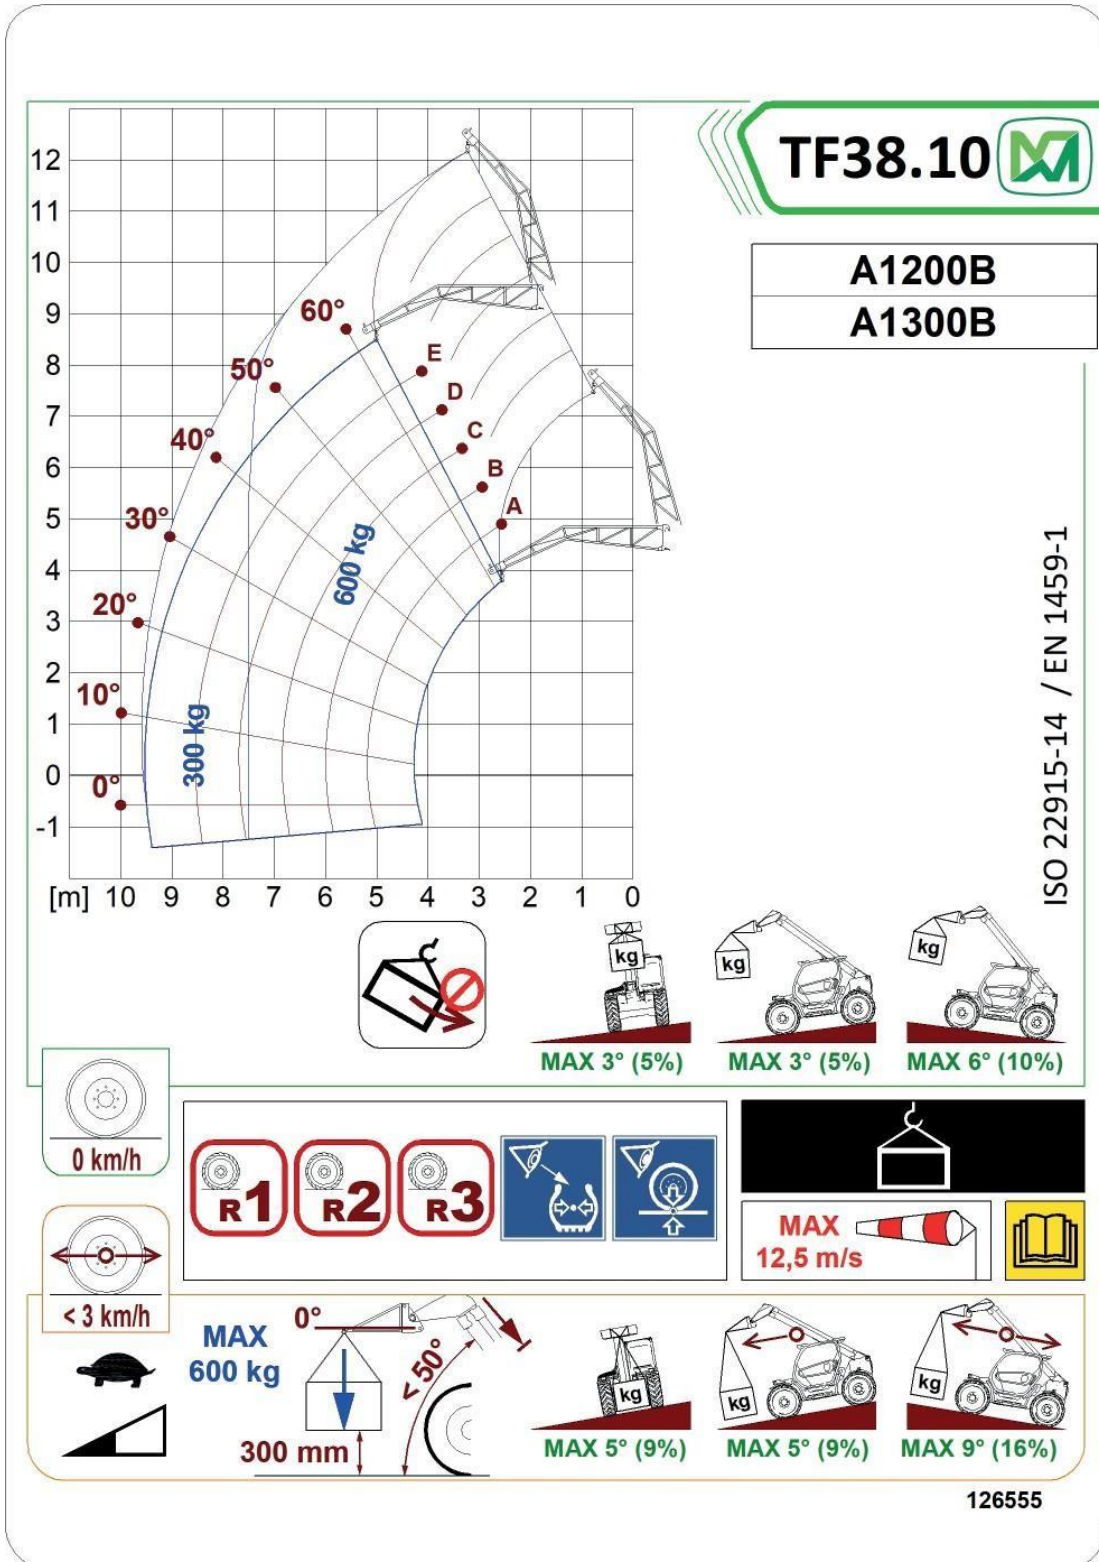 TF38.10
A1200B
A1300B
12
11
10
9
8
7
6
5
4
3
2
1
0
-1
[m] 10 9 8 7 6 5 4 3 2 1 0
60°
50°
40°
30°
20°
10°
0°
E
D
C
B
A
600 kg
300 kg
ISO 22915-14 / EN 1459-1
kg
kg
kg
MAX 3° (5%)
MAX 3° (5%)
MAX 6° (10%)
0 km/h
R1
R2
R3
MAX
12,5 m/s
< 3 km/h
MAX
600 kg
0°
< 50°
300 mm
kg
kg
kg
MAX 5° (9%)
MAX 5° (9%)
MAX 9° (16%)
126555